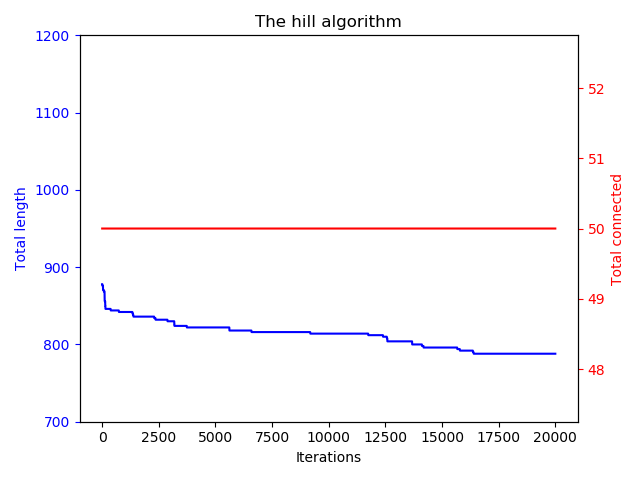 The hill algorithm
1200
1100
1000
900
800
700
Total length
52
51
50
49
48
Total connected
0 2500 5000 7500 10000 12500 15000 17500 20000
Iterations